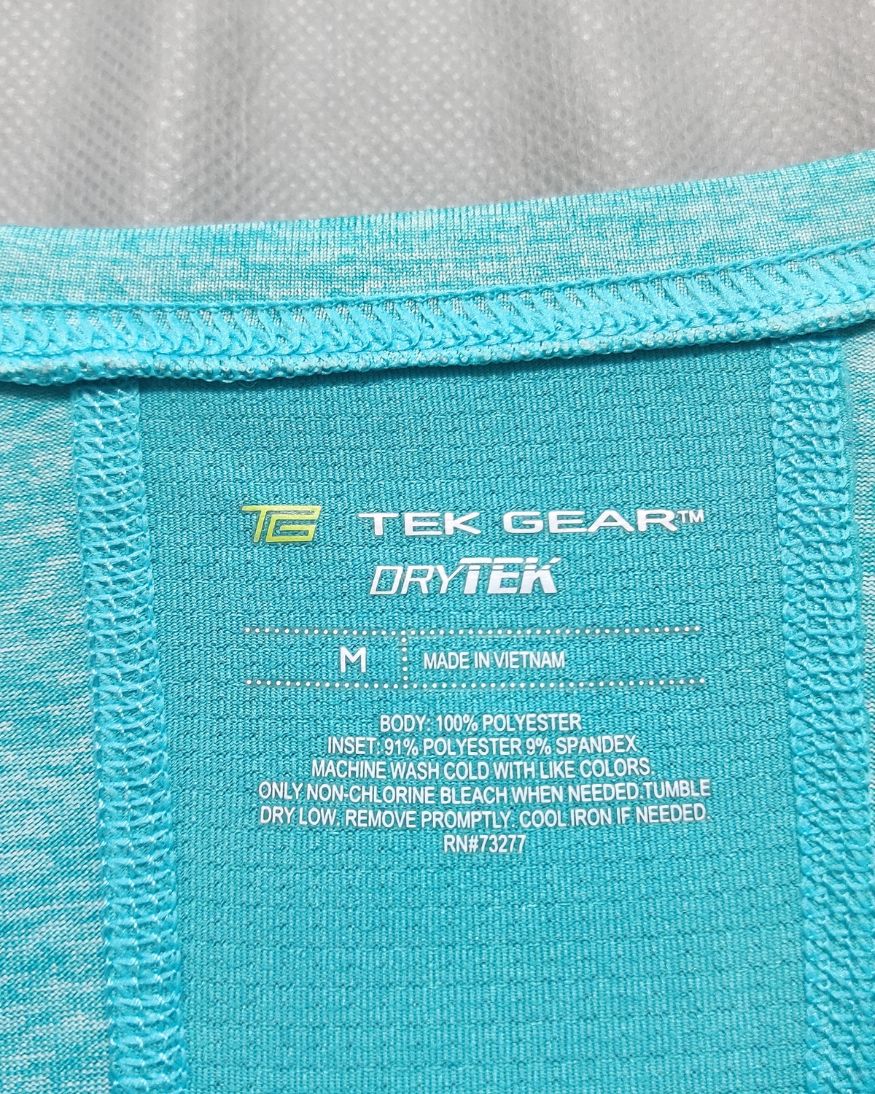 TG TEK GEAR™
DRYTEK
M MADE IN VIETNAM
BODY: 100% POLYESTER
INSET: 91% POLYESTER 9% SPANDEX
MACHINE WASH COLD WITH LIKE COLORS
ONLY NON-CHLORINE BLEACH WHEN NEEDED.TUMBLE
DRY LOW. REMOVE PROMPTLY. COOL IRON IF NEEDED.
RN#73277